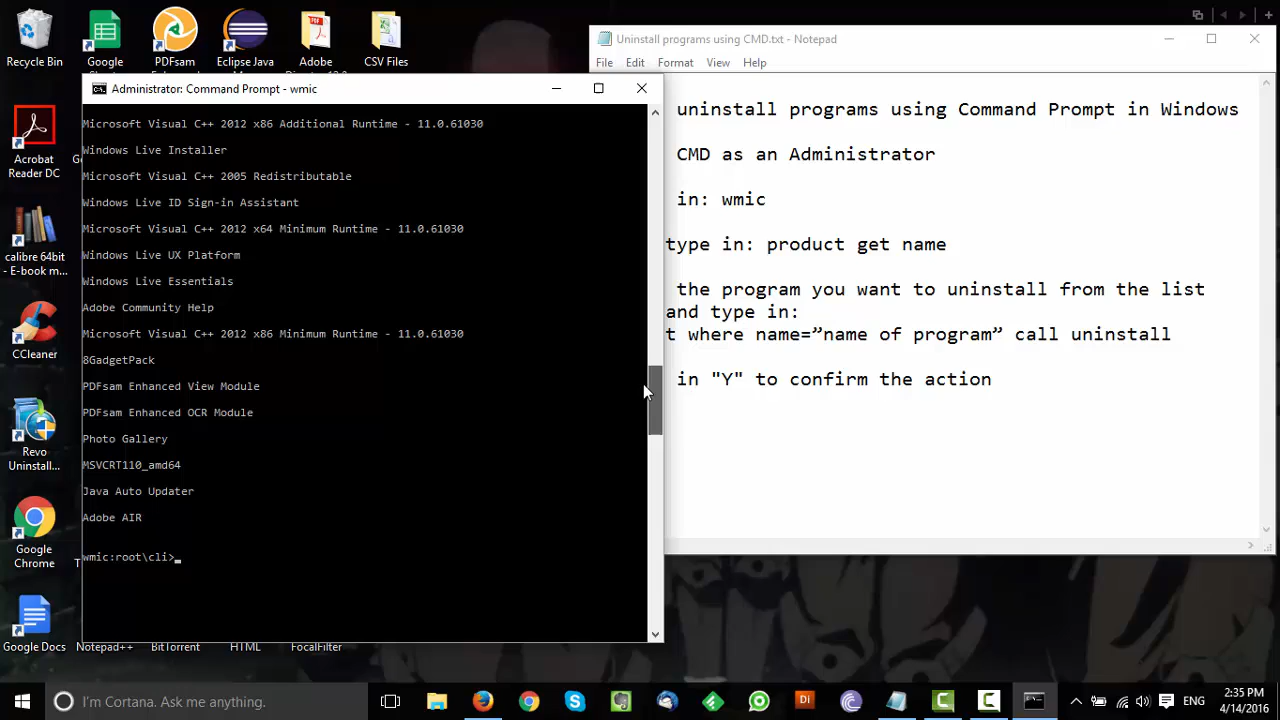 Recycle Bin
Google
PDFsam
Eclipse Java
Adobe
CSV Files
Acrobat
Reader DC
calibre 64bit
- E-book m...
CCleaner
Revo
Uninstall...
Google
Chrome
Google Docs
Notepad++
BitTorrent
HTML
FocalFilter
Administrator: Command Prompt - wmic
Microsoft Visual C++ 2012 x86 Additional Runtime - 11.0.61030
Windows Live Installer
Microsoft Visual C++ 2005 Redistributable
Windows Live ID Sign-in Assistant
Microsoft Visual C++ 2012 x64 Minimum Runtime - 11.0.61030
Windows Live UX Platform
Windows Live Essentials
Adobe Community Help
Microsoft Visual C++ 2012 x86 Minimum Runtime - 11.0.61030
8GadgetPack
PDFsam Enhanced View Module
PDFsam Enhanced OCR Module
Photo Gallery
MSVCRT110_amd64
Java Auto Updater
Adobe AIR
wmic:root\cli>_
Uninstall programs using CMD.txt - Notepad
File Edit Format View Help
uninstall programs using Command Prompt in Windows
CMD as an Administrator
in: wmic
type in: product get name
the program you want to uninstall from the list
and type in:
t where name=”name of program” call uninstall
in "Y" to confirm the action
I'm Cortana. Ask me anything.
Di
ENG
2:35 PM
4/14/2016